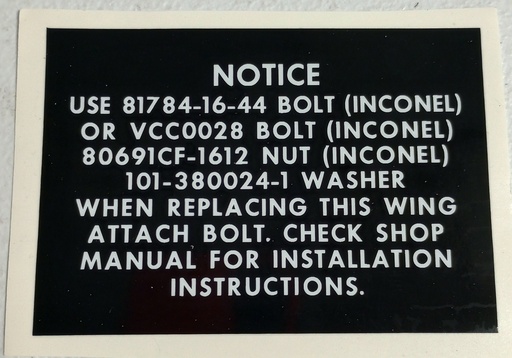 NOTICE
USE 81784-16-44 BOLT (INCONEL)
OR VCC0028 BOLT (INCONEL)
80691CF-1612 NUT (INCONEL)
101-380024-1 WASHER
WHEN REPLACING THIS WING
ATTACH BOLT. CHECK SHOP
MANUAL FOR INSTALLATION
INSTRUCTIONS.